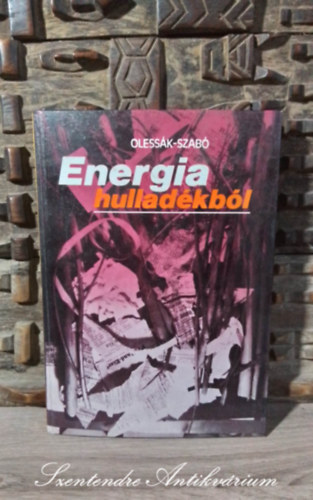 OLESSÁK-SZABÓ
Energia
hulladékból
Szentendre Antikvárium